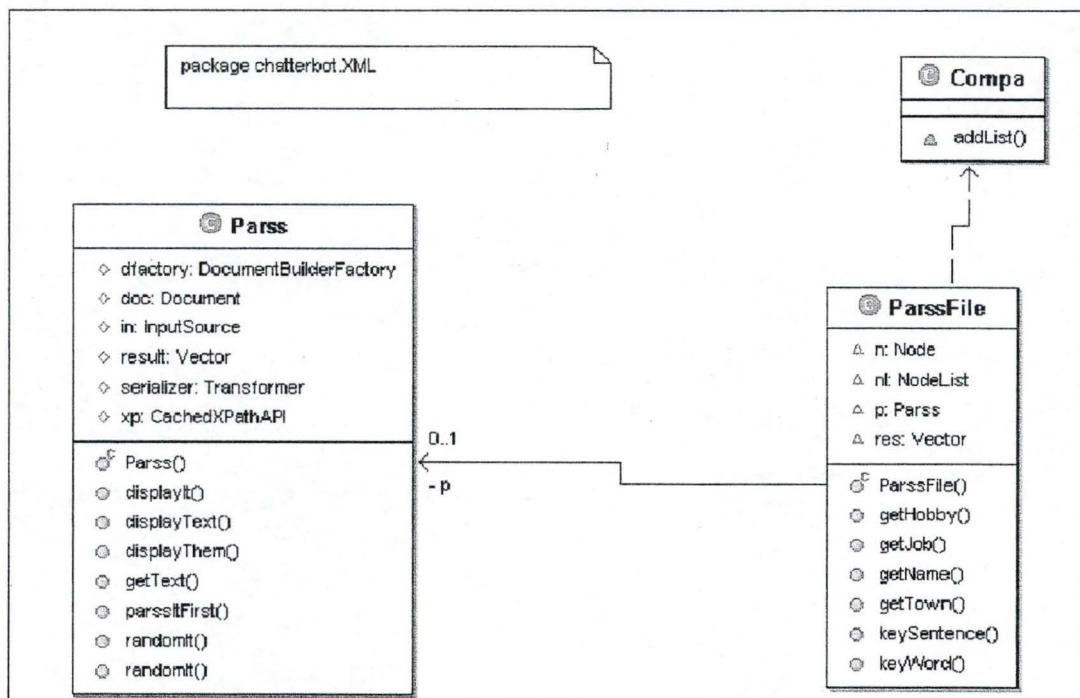 package chatterbot.XML
Compa
addList()
Parss
dfactory: DocumentBuilderFactory
doc: Document
in: InputSource
result: Vector
serializer: Transformer
xp: CachedXPathAPI
Parss()
displayIt()
displayText()
displayThem()
getText()
parssItFirst()
randomIt()
randomIt()
0..1
- p
ParssFile
n: Node
nl: NodeList
p: Parss
res: Vector
ParssFile()
getHobby()
getJob()
getName()
getTown()
keySentence()
keyWord()